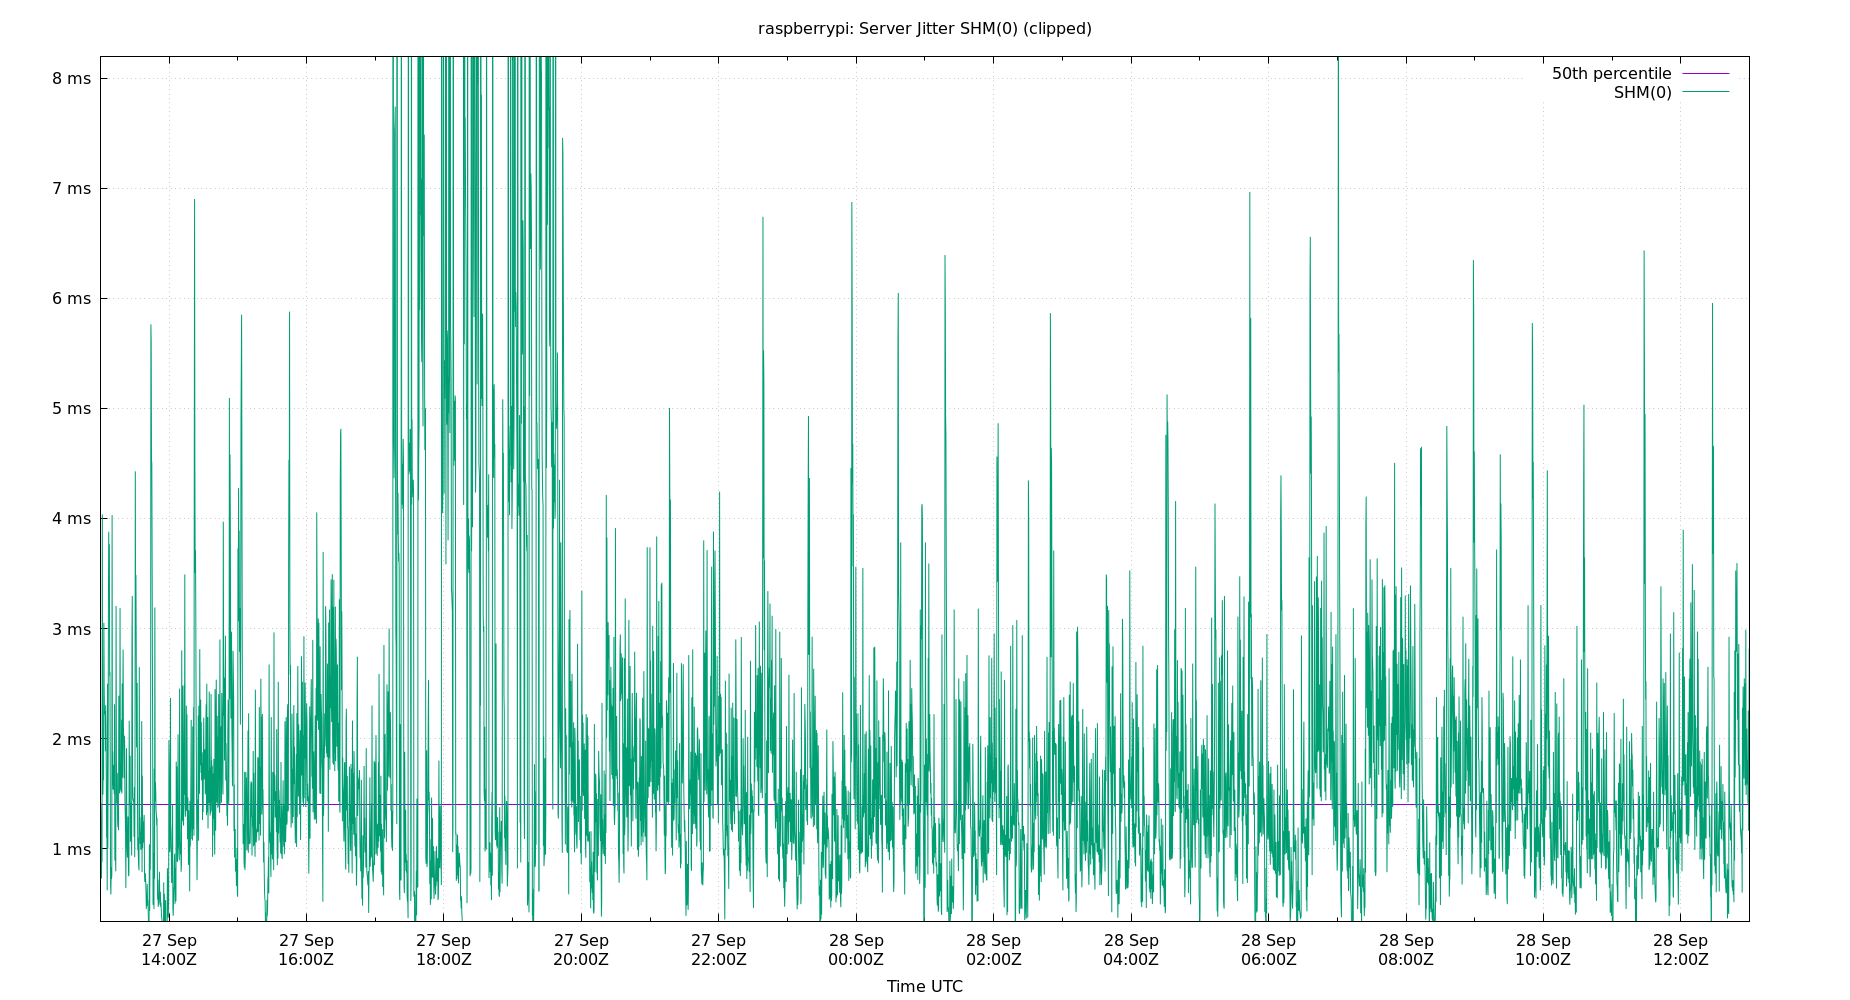 raspberrypi: Server Jitter SHM(0) (clipped)
50th percentile
SHM(0)
8 ms
7 ms
6 ms
5 ms
4 ms
3 ms
2 ms
1 ms
27 Sep 27 Sep 27 Sep 27 Sep 27 Sep 28 Sep 28 Sep 28 Sep 28 Sep 28 Sep 28 Sep 28 Sep
14:00Z 16:00Z 18:00Z 20:00Z 22:00Z 00:00Z 02:00Z 04:00Z 06:00Z 08:00Z 10:00Z 12:00Z
Time UTC